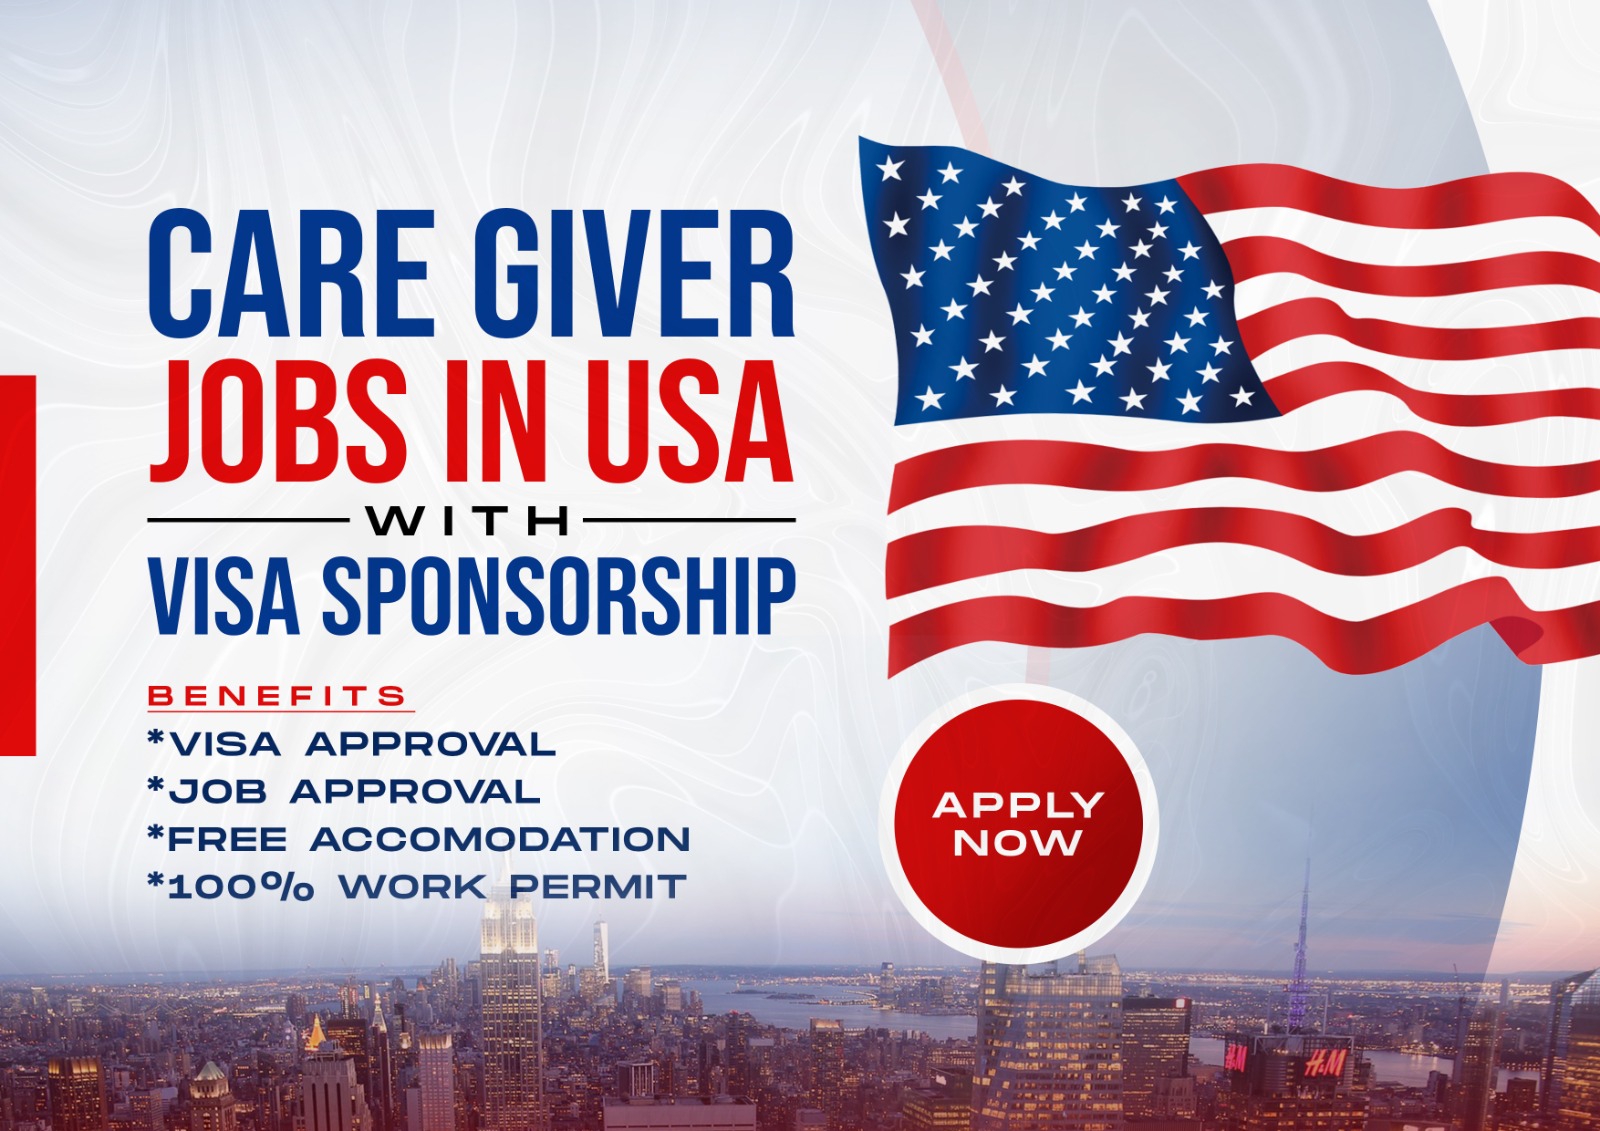 CARE GIVER
JOBS IN USA
WITH
VISA SPONSORSHIP
BENEFITS
*VISA APPROVAL
*JOB APPROVAL
*FREE ACCOMODATION
*100% WORK PERMIT
APPLY
NOW
H&M
H&M